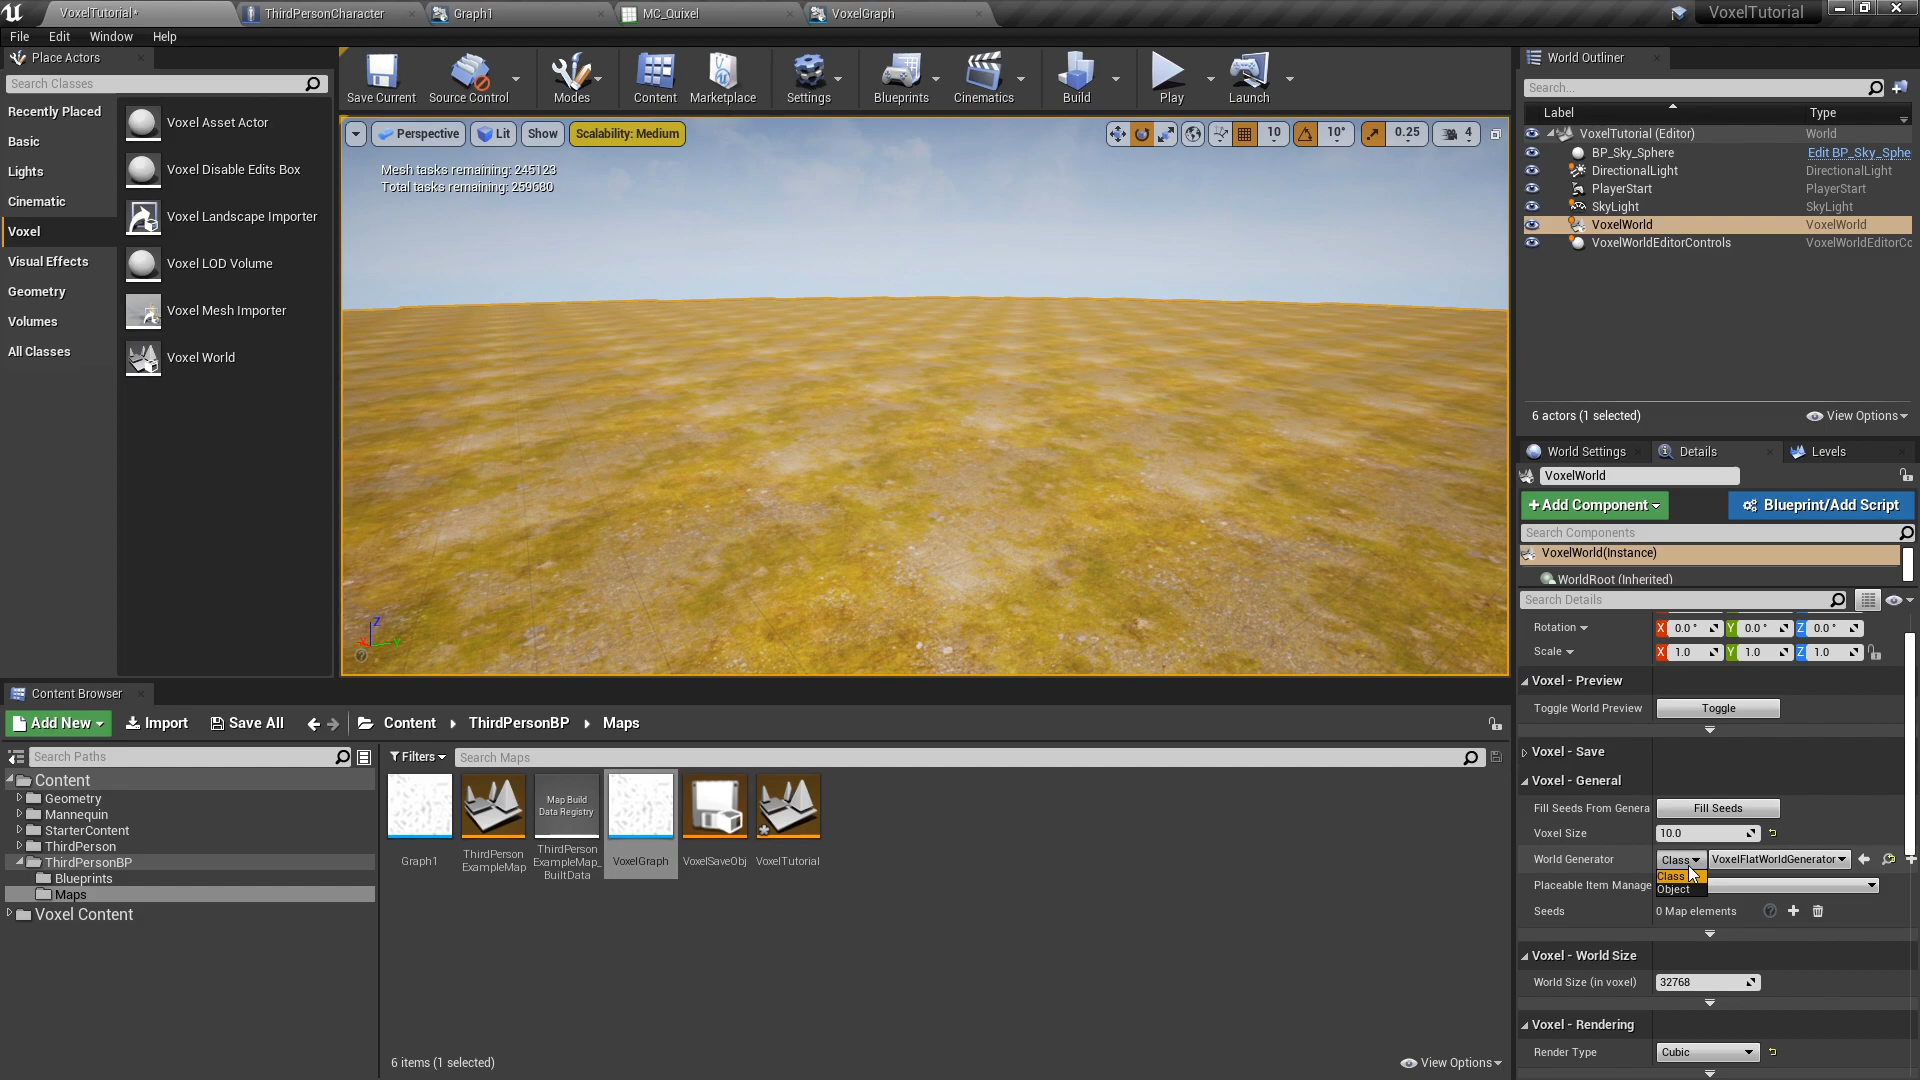 VoxelTutorial*
ThirdPersonCharacter
Graph1
MC_Quixel
VoxelGraph
VoxelTutorial
File Edit Window Help
Place Actors
Search Classes
Recently Placed
Basic
Lights
Cinematic
Voxel
Visual Effects
Geometry
Volumes
All Classes
Voxel Asset Actor
Voxel Disable Edits Box
Voxel Landscape Importer
Voxel LOD Volume
Voxel Mesh Importer
Voxel World
Save Current
Source Control
Modes
Content
Marketplace
Settings
Blueprints
Cinematics
Build
Play
Launch
Perspective
Lit
Show
Scalability: Medium
10
10°
0.25
4
Mesh tasks remaining: 245123
Total tasks remaining: 259680
Z
X
Y
World Outliner
Search...
Label Type
VoxelTutorial (Editor) World
BP_Sky_Sphere Edit BP_Sky_Sphe
DirectionalLight DirectionalLight
PlayerStart PlayerStart
SkyLight SkyLight
VoxelWorld VoxelWorld
VoxelWorldEditorControls VoxelWorldEditorCc
6 actors (1 selected)
View Options
World Settings
Details
Levels
VoxelWorld
+Add Component
Blueprint/Add Script
Search Components
VoxelWorld(Instance)
WorldRoot (Inherited)
Search Details
Rotation X 0.0 ° Y 0.0 ° Z 0.0 °
Scale X 1.0 Y 1.0 Z 1.0
Voxel - Preview
Toggle World Preview Toggle
Voxel - Save
Voxel - General
Fill Seeds From Genera Fill Seeds
Voxel Size 10.0
World Generator Class VoxelFlatWorldGenerator
Class
Object
Placeable Item Manage
Seeds 0 Map elements
Voxel - World Size
World Size (in voxel) 32768
Voxel - Rendering
Render Type Cubic
Content Browser
Add New
Import
Save All
Content
ThirdPersonBP
Maps
Search Paths
Filters
Search Maps
Content
Geometry
Mannequin
StarterContent
ThirdPerson
ThirdPersonBP
Blueprints
Maps
Voxel Content
Map Build
Data Registry
Graph1
ThirdPerson
ExampleMap
ThirdPerson
ExampleMap_
BuiltData
VoxelGraph
VoxelSaveObj
VoxelTutorial
6 items (1 selected)
View Options